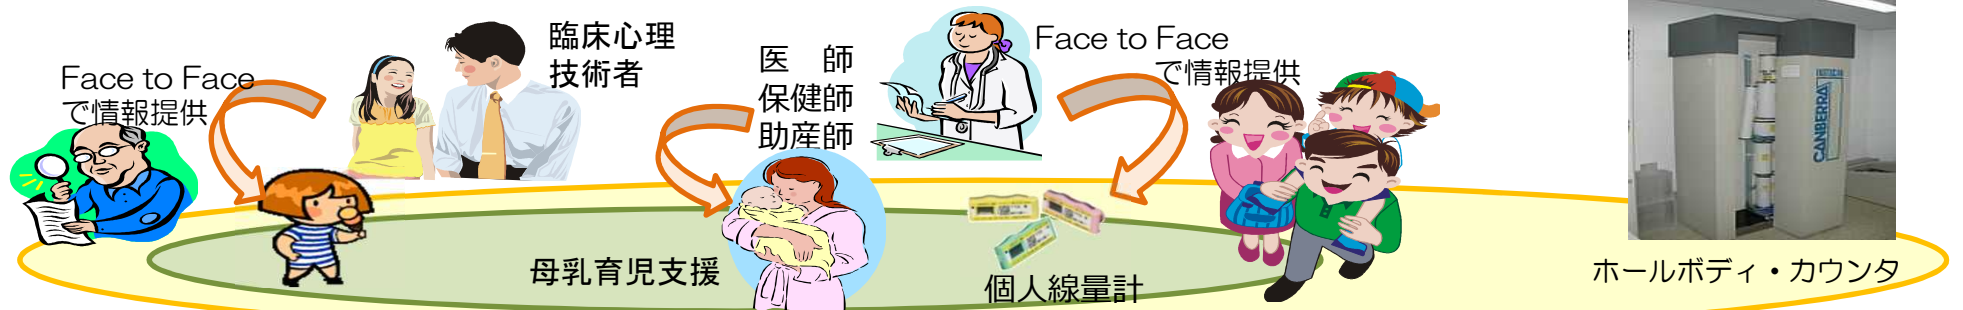 Face to Face
で情報提供
臨床心理
技術者
医　師
保健師
助産師
Face to Face
で情報提供
CANBERRA
母乳育児支援
個人線量計
ホールボディ・カウンタ